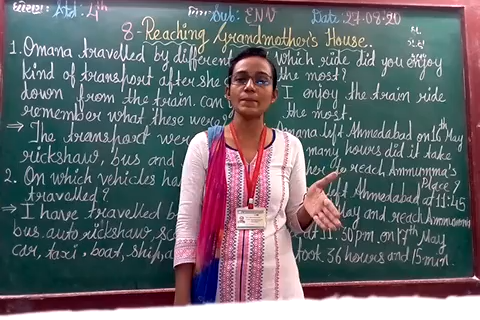 Std: 4th Sub: ENV Date: 27-08-20
8- Reaching Grandmother's House.
1. Omana travelled by different
kind of transport after she
down from the train. can
remember what these were
⇒ The transport were
rickshaw, bus and
2. On which vehicles ha
travelled?
⇒ I have travelled b
bus. auto rickshaw, sc
car, taxi. boat, ship,
Which ride did you enjoy
the most?
I enjoy the train ride
the most.
left Ahmedabad on 16th May
many hours did it take
to reach, Ammumma's
Place?
left Ahmedabad at 11:45
May and reach Ammumma
at 11:30 pm. on 17th May
took 36 hours and 15 min.